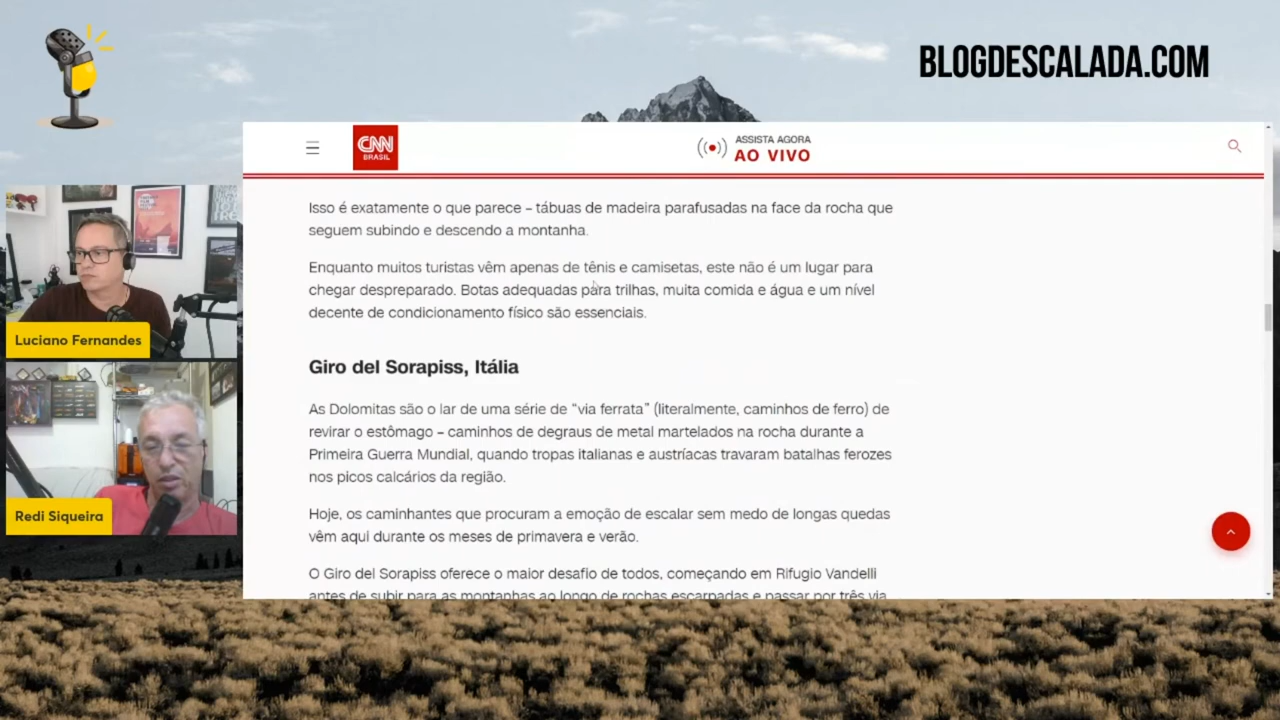 BLOGDESCALADA.COM
CNN
BRASIL
ASSISTA AGORA
AO VIVO
Isso é exatamente o que parece – tábuas de madeira parafusadas na face da rocha que
seguem subindo e descendo a montanha.
Enquanto muitos turistas vêm apenas de tênis e camisetas, este não é um lugar para
chegar despreparado. Botas adequadas para trilhas, muita comida e água e um nível
decente de condicionamento físico são essenciais.
Giro del Sorapiss, Itália
As Dolomitas são o lar de uma série de “via ferrata” (literalmente, caminhos de ferro) de
revirar o estômago – caminhos de degraus de metal martelados na rocha durante a
Primeira Guerra Mundial, quando tropas italianas e austríacas travaram batalhas ferozes
nos picos calcários da região.
Hoje, os caminhantes que procuram a emoção de escalar sem medo de longas quedas
vêm aqui durante os meses de primavera e verão.
O Giro del Sorapiss oferece o maior desafio de todos, começando em Rifugio Vandelli
antes de subir para as montanhas ao longo de rochas escarpadas e passar por três via
Luciano Fernandes
Redi Siqueira